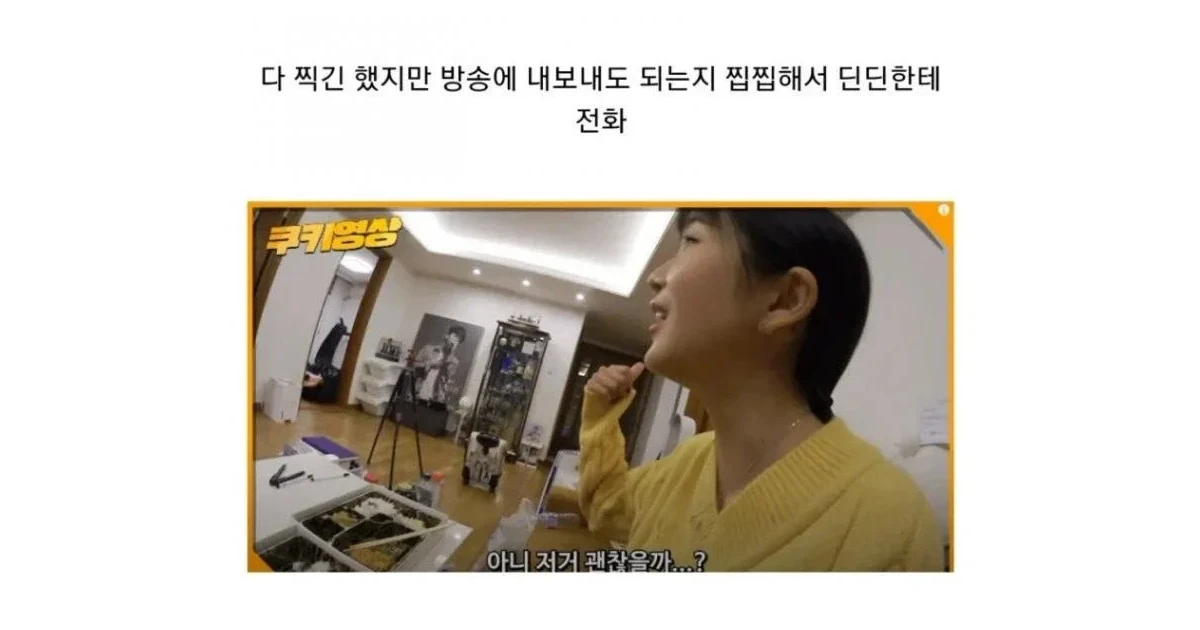 다 찍긴 했지만 방송에 내보내도 되는지 찝찝해서 딘딘한테
전화
쿠키영상
아니 저거 괜찮을까...?